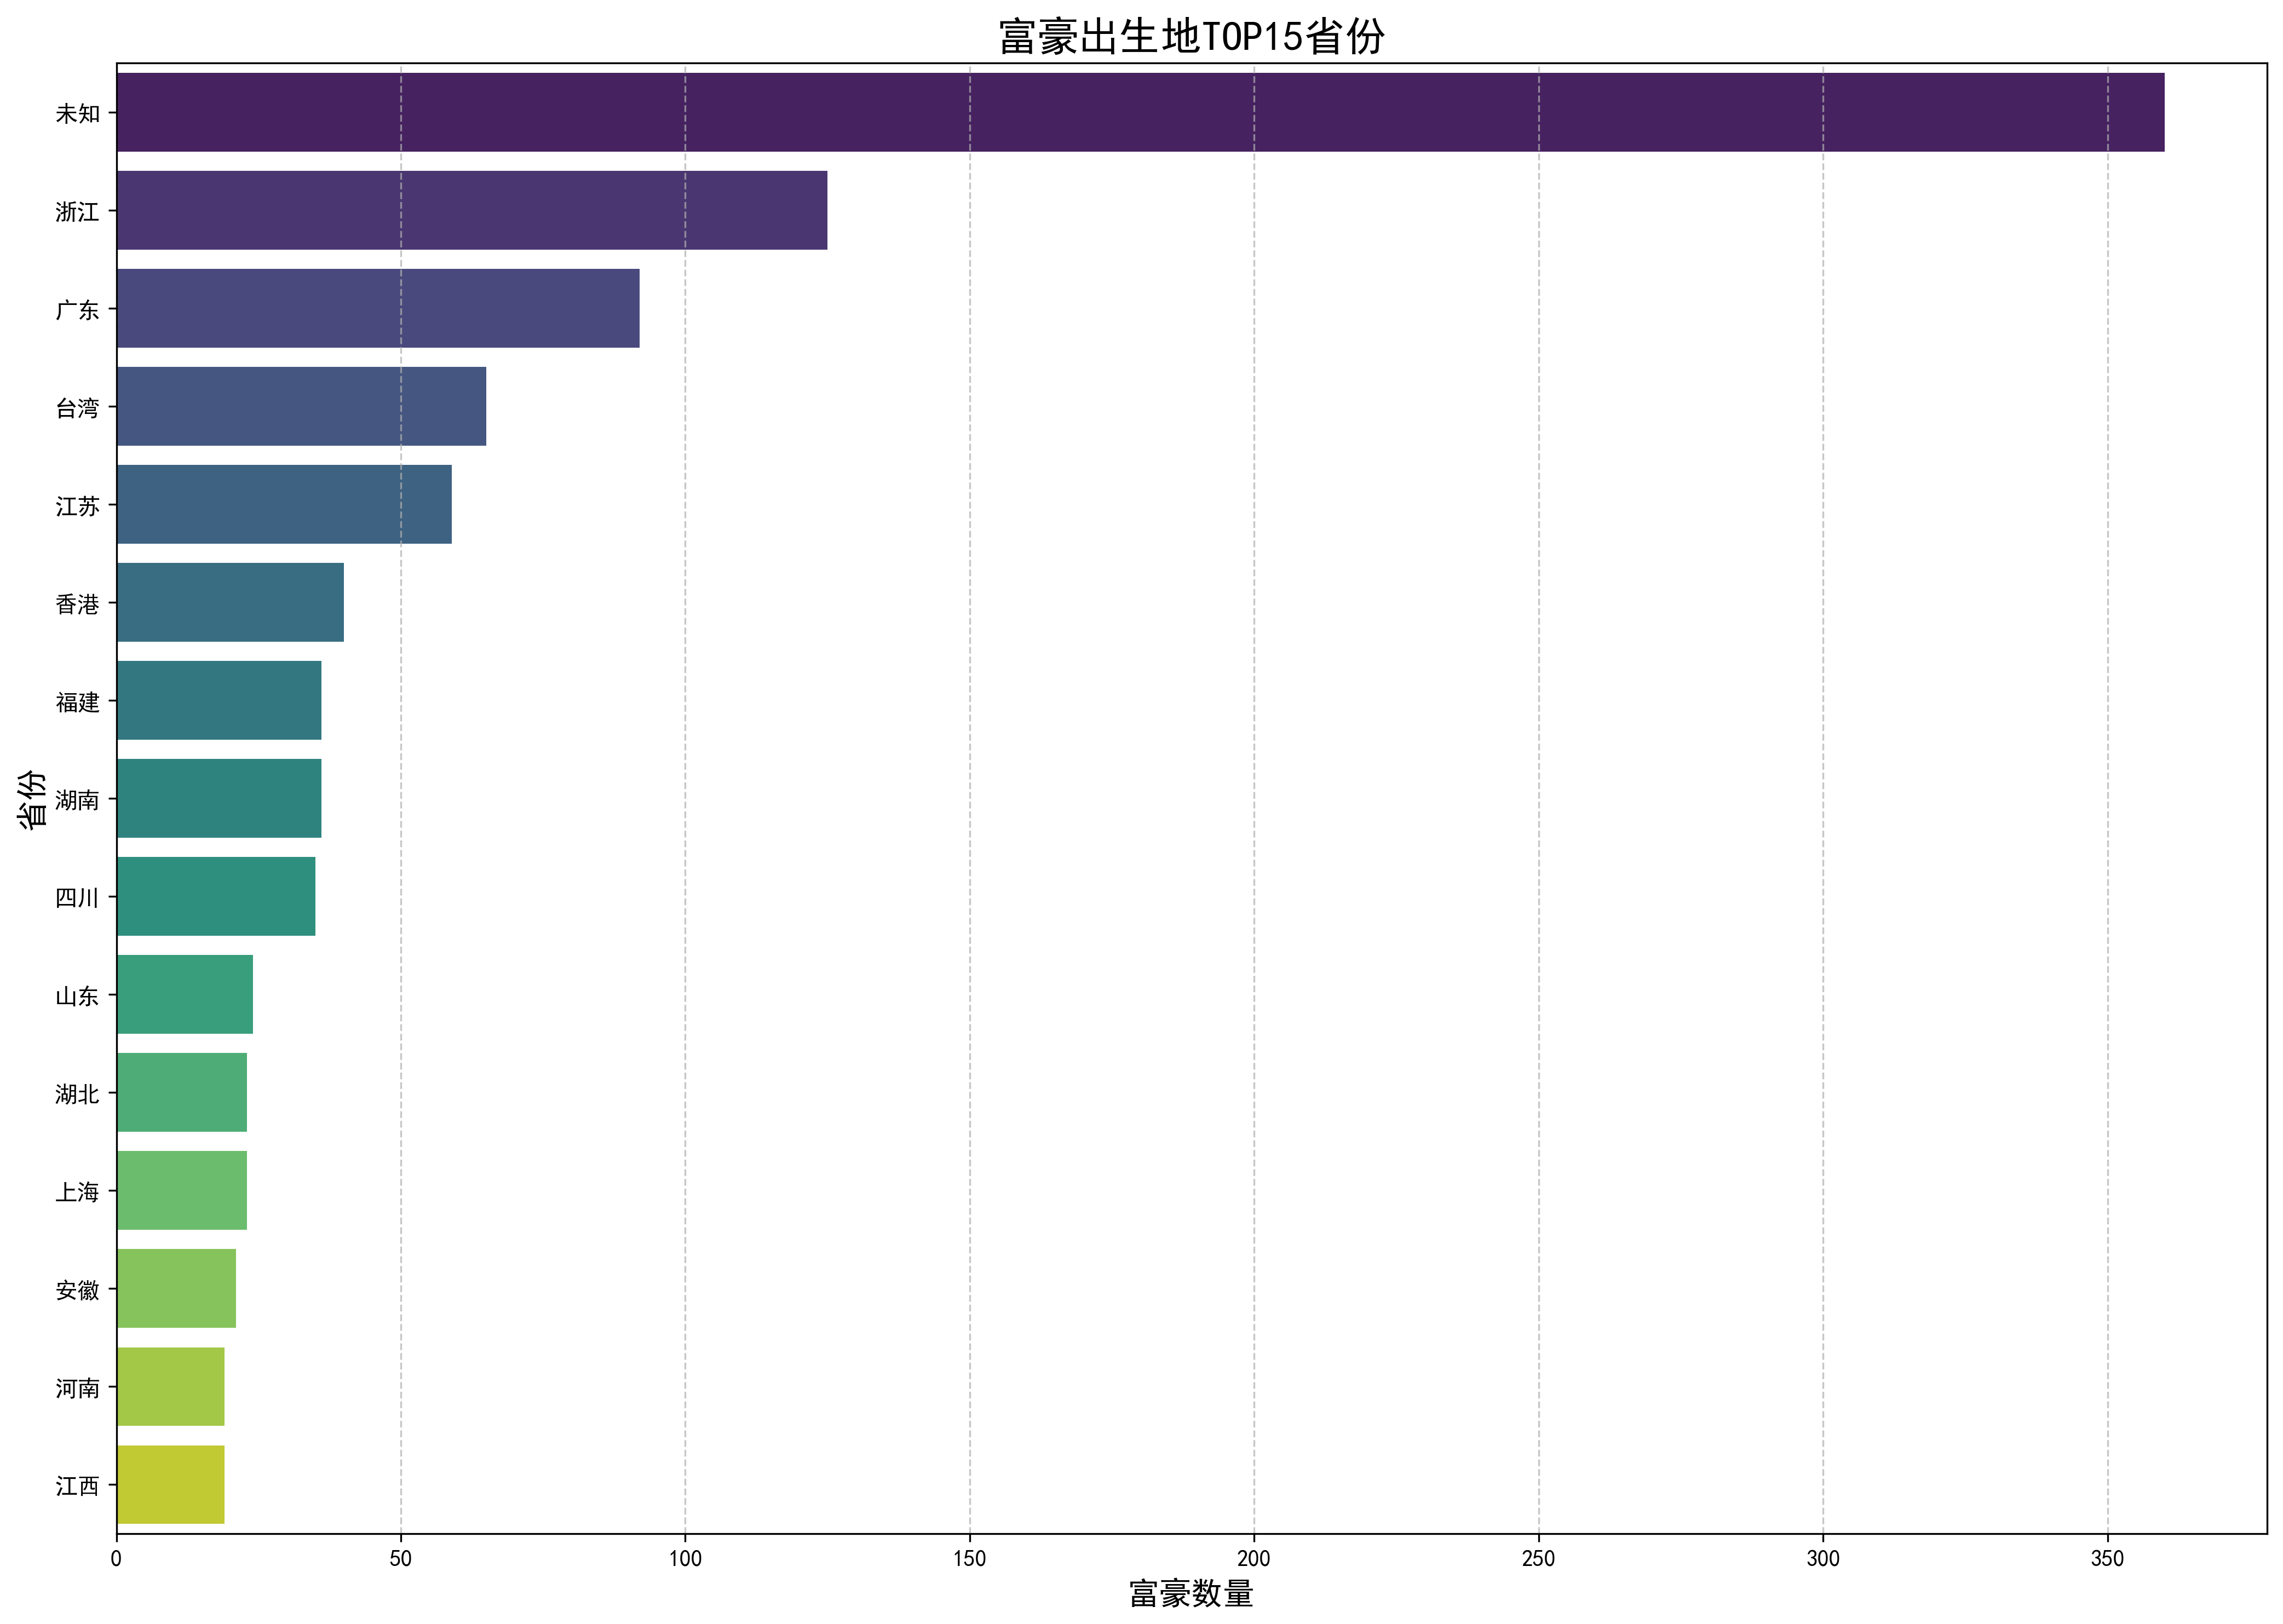 富豪出生地TOP15省份
未知
浙江
广东
台湾
江苏
香港
福建
湖南
四川
山东
湖北
上海
安徽
河南
江西
省份
0 50 100 150 200 250 300 350
富豪数量